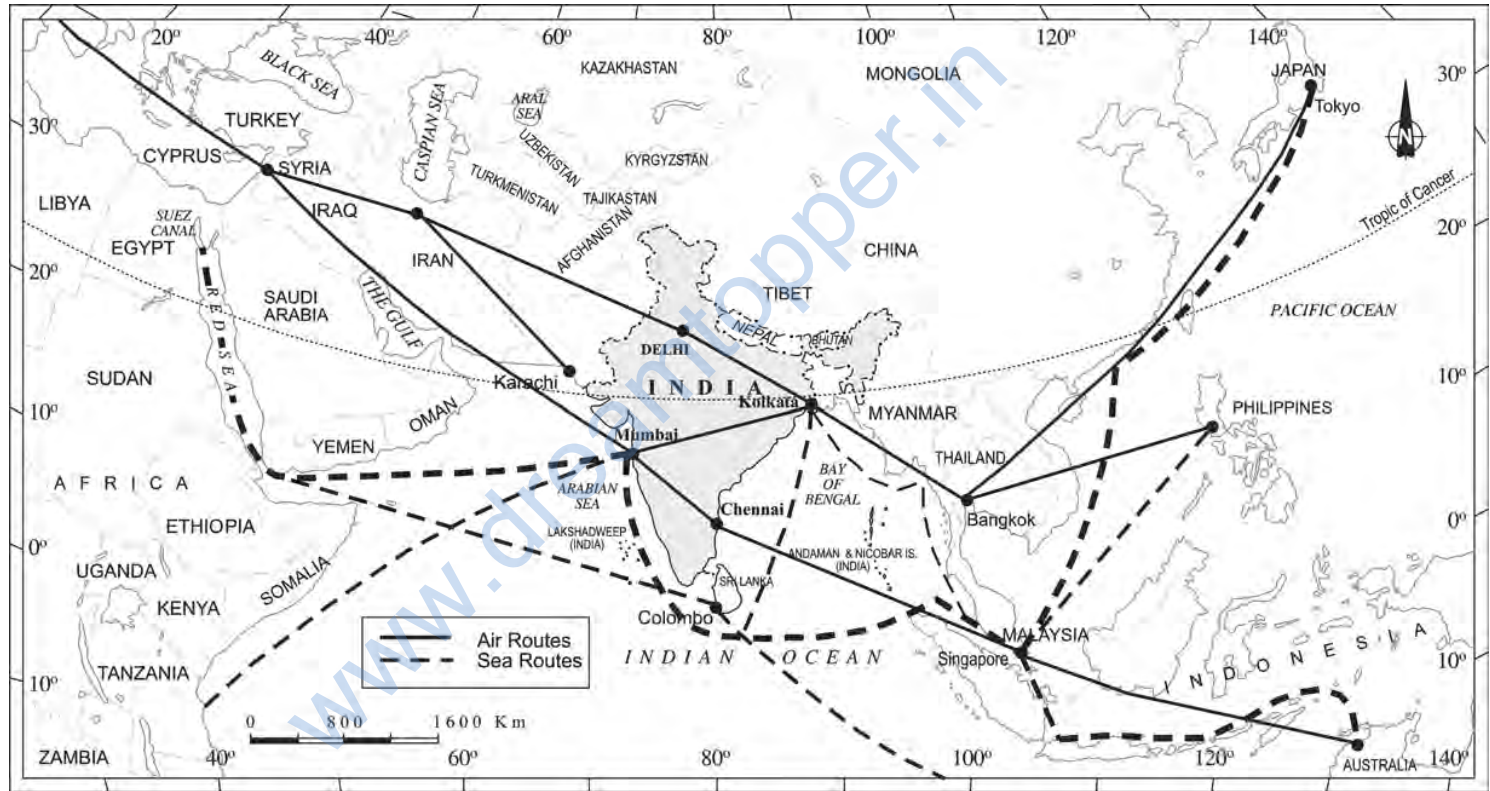 20° 40° 60° 80° 100° 120° 140°
BLACK SEA
KAZAKHASTAN
MONGOLIA
JAPAN
30°
30°
Tokyo
N
ARAL
SEA
CASPIAN SEA
TURKEY
UZBEKISTAN
CYPRUS
SYRIA
KYRGYZSTAN
TURKMENISTAN
TAJIKASTAN
LIBYA
IRAQ
Tropic of Cancer
SUEZ
CANAL
EGYPT
AFGHANISTAN
20°
20°
IRAN
CHINA
TIBET
SAUDI
ARABIA
THE GULF
PACIFIC OCEAN
RED SEA
NEPAL
BHUTAN
DELHI
SUDAN
Karachi
INDIA
10°
10°
Kolkata
OMAN
MYANMAR
PHILIPPINES
YEMEN
Mumbai
THAILAND
BAY
OF
BENGAL
AFRICA
ARABIAN
SEA
Chennai
Bangkok
ETHIOPIA
LAKSHADWEEP
(INDIA)
0°
0°
ANDAMAN & NICOBAR IS.
(INDIA)
UGANDA
SOMALIA
SRI LANKA
KENYA
Colombo
Air Routes
Sea Routes
MALAYSIA
Singapore
INDONESIA
INDIAN OCEAN
10°
10°
TANZANIA
0 800 1600 Km
ZAMBIA
40° 60° 80° 100° 120° 140°
AUSTRALIA
www.dreamtopper.in